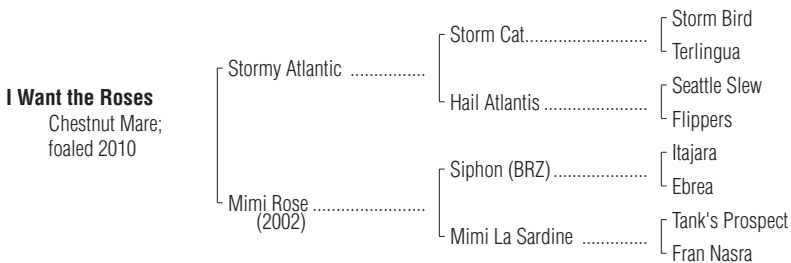 Storm Bird
Storm Cat..........................
Terlingua
Stormy Atlantic ................
Seattle Slew
Hail Atlantis ......................
Flippers
I Want the Roses
Chestnut Mare;
foaled 2010
Itajara
Siphon (BRZ)....................
Ebrea
Mimi Rose ........................
(2002)
Tank's Prospect
Mimi La Sardine ..............
Fran Nasra